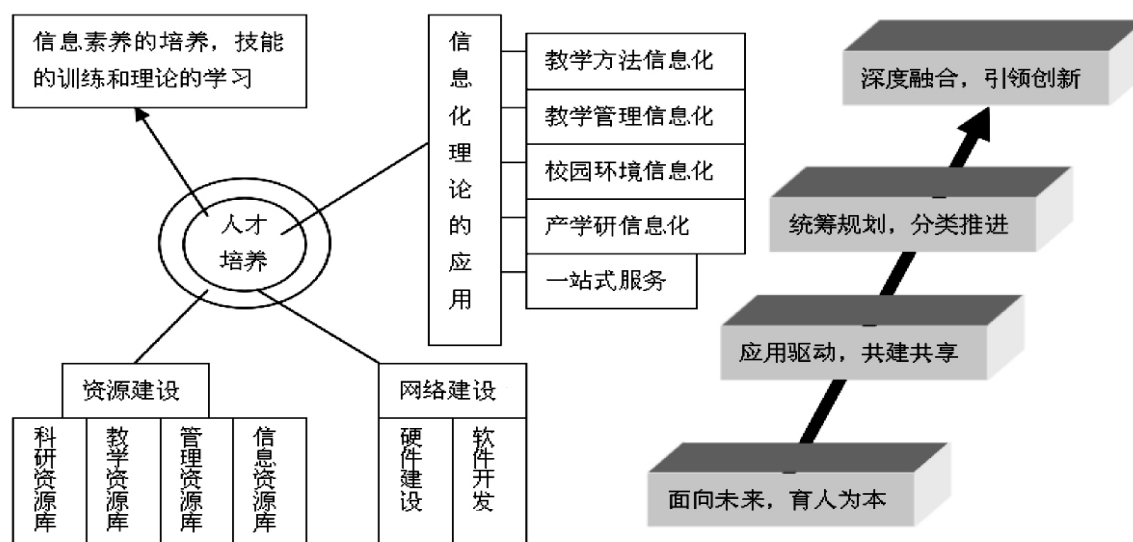 信息素养的培养，技能
的训练和理论的学习
人才
培养
信息化理论的应用
教学方法信息化
教学管理信息化
校园环境信息化
产学研信息化
一站式服务
资源建设
科研资源库
教学资源库
管理资源库
信息资源库
网络建设
硬件建设
软件开发
深度融合，引领创新
统筹规划，分类推进
应用驱动，共建共享
面向未来，育人为本